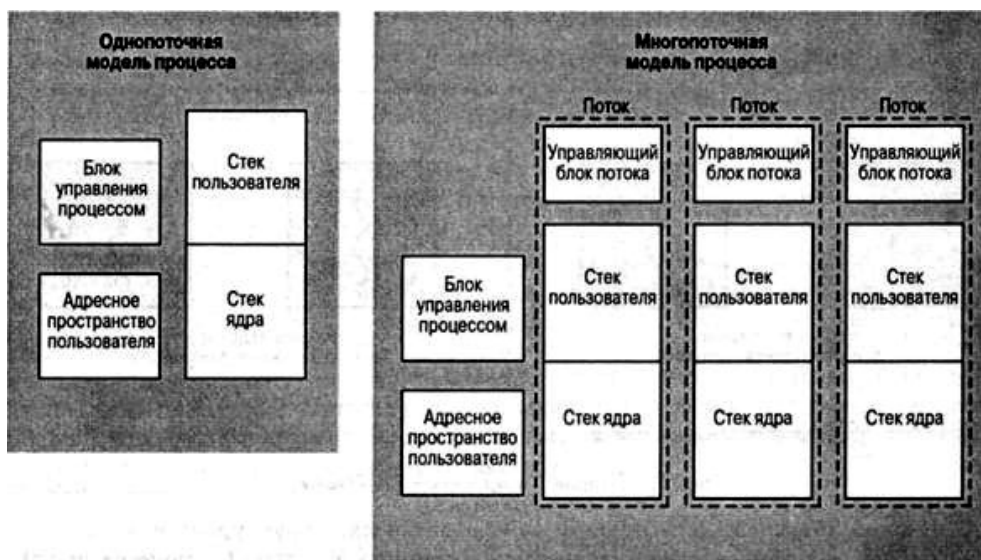 Однопоточная
модель процесса
Блок
управления
процессом
Стек
пользователя
Адресное
пространство
пользователя
Стек
ядра
Многопоточная
модель процесса
Поток
Поток
Поток
Управляющий
блок потока
Управляющий
блок потока
Управляющий
блок потока
Блок
управления
процессом
Стек
пользователя
Стек
пользователя
Стек
пользователя
Адресное
пространство
пользователя
Стек ядра
Стек ядра
Стек ядра